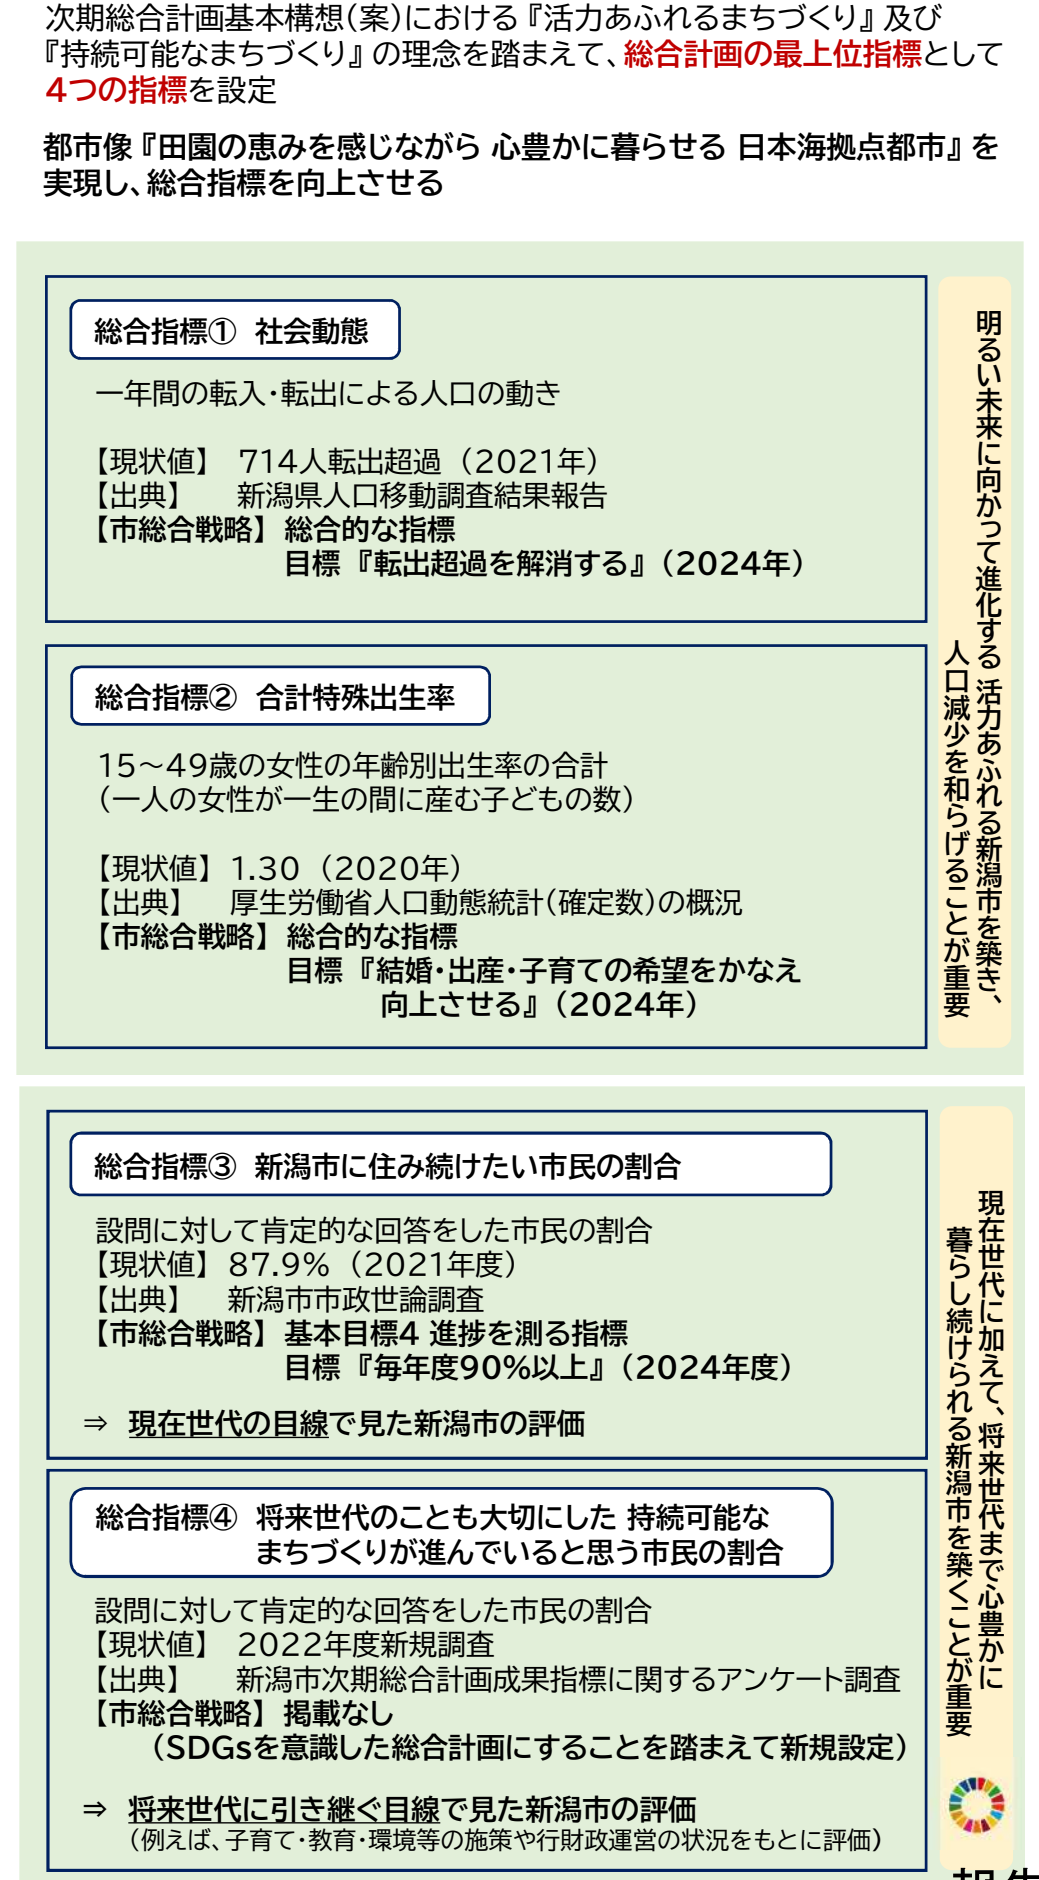 次期総合計画基本構想（案）における『活力あふれるまちづくり』及び
『持続可能なまちづくり』の理念を踏まえて、総合計画の最上位指標として
4つの指標を設定
都市像『田園の恵みを感じながら 心豊かに暮らせる 日本海拠点都市』を
実現し、総合指標を向上させる
総合指標① 社会動態
一年間の転入・転出による人口の動き
【現状値】 714人転出超過（2021年）
【出典】 新潟県人口移動調査結果報告
【市総合戦略】総合的な指標
目標『転出超過を解消する』（2024年）
総合指標② 合計特殊出生率
15～49歳の女性の年齢別出生率の合計
（一人の女性が一生の間に産む子どもの数）
【現状値】1.30（2020年）
【出典】 厚生労働省人口動態統計（確定数）の概況
【市総合戦略】総合的な指標
目標『結婚・出産・子育ての希望をかなえ
向上させる』（2024年）
明るい未来に向かって進化する 活力あふれる新潟市を築き、
人口減少を和らげることが重要
総合指標③ 新潟市に住み続けたい市民の割合
設問に対して肯定的な回答をした市民の割合
【現状値】87.9%（2021年度）
【出典】 新潟市市政世論調査
【市総合戦略】基本目標4 進捗を測る指標
目標『毎年度90%以上』（2024年度）
⇒ 現在世代の目線で見た新潟市の評価
総合指標④ 将来世代のことも大切にした 持続可能な
まちづくりが進んでいると思う市民の割合
設問に対して肯定的な回答をした市民の割合
【現状値】 2022年度新規調査
【出典】 新潟市次期総合計画成果指標に関するアンケート調査
【市総合戦略】掲載なし
（SDGsを意識した総合計画にすることを踏まえて新規設定）
⇒ 将来世代に引き継ぐ目線で見た新潟市の評価
（例えば、子育て・教育・環境等の施策や行財政運営の状況をもとに評価）
現在世代に加えて、将来世代まで心豊かに
暮らし続けられる新潟市を築くことが重要